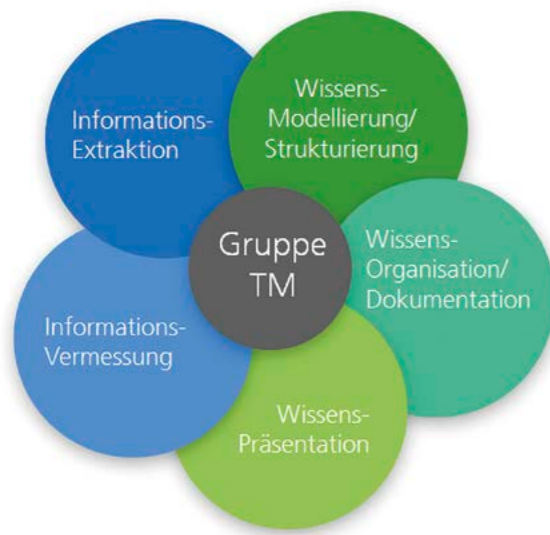 Informations-
Extraktion
Wissens-
Modellierung/
Strukturierung
Gruppe
TM
Wissens-
Organisation/
Dokumentation
Informations-
Vermessung
Wissens-
Präsentation